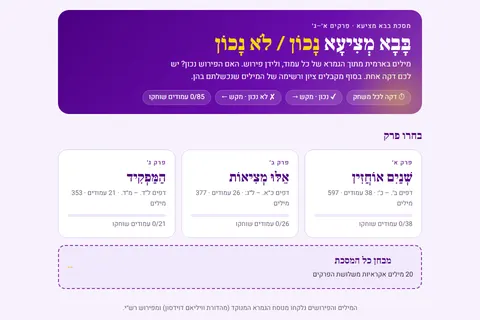 מסכת בבא מציעא · פרקים א׳–ג׳
בָּבָא מְצִיעָא נָכוֹן / לֹא נָכוֹן
מילים בארמית מתוך הגמרא של כל עמוד, ולידן פירוש. האם הפירוש נכון? יש
לכם דקה אחת. בסוף מקבלים ציון ורשימה של המילים שנכשלתם בהן.
⏱ דקה לכל משחק
✓ נכון · מקש →
✗ לא נכון · מקש ←
0/85 עמודים שוחקו
בחרו פרק
פרק א׳
שְׁנַיִם אוֹחֲזִין
דפים ב׳. – כ׳: · 38 עמודים · 597
מילים
0/38 עמודים שוחקו
פרק ב׳
אֵלּוּ מְצִיאוֹת
דפים כ״א. – ל״ג: · 26 עמודים · 377
מילים
0/26 עמודים שוחקו
פרק ג׳
הַמַּפְקִיד
· 21 עמודים · 353
מילים
0/21 עמודים שוחקו
מבחן כל המסכת
20 מילים אקראיות משלושת הפרקים
המילים והפירושים נלקחו מנוסח הגמרא המנוקד (מהדורת וויליאם דוידסון) ומפירוש רש״י.